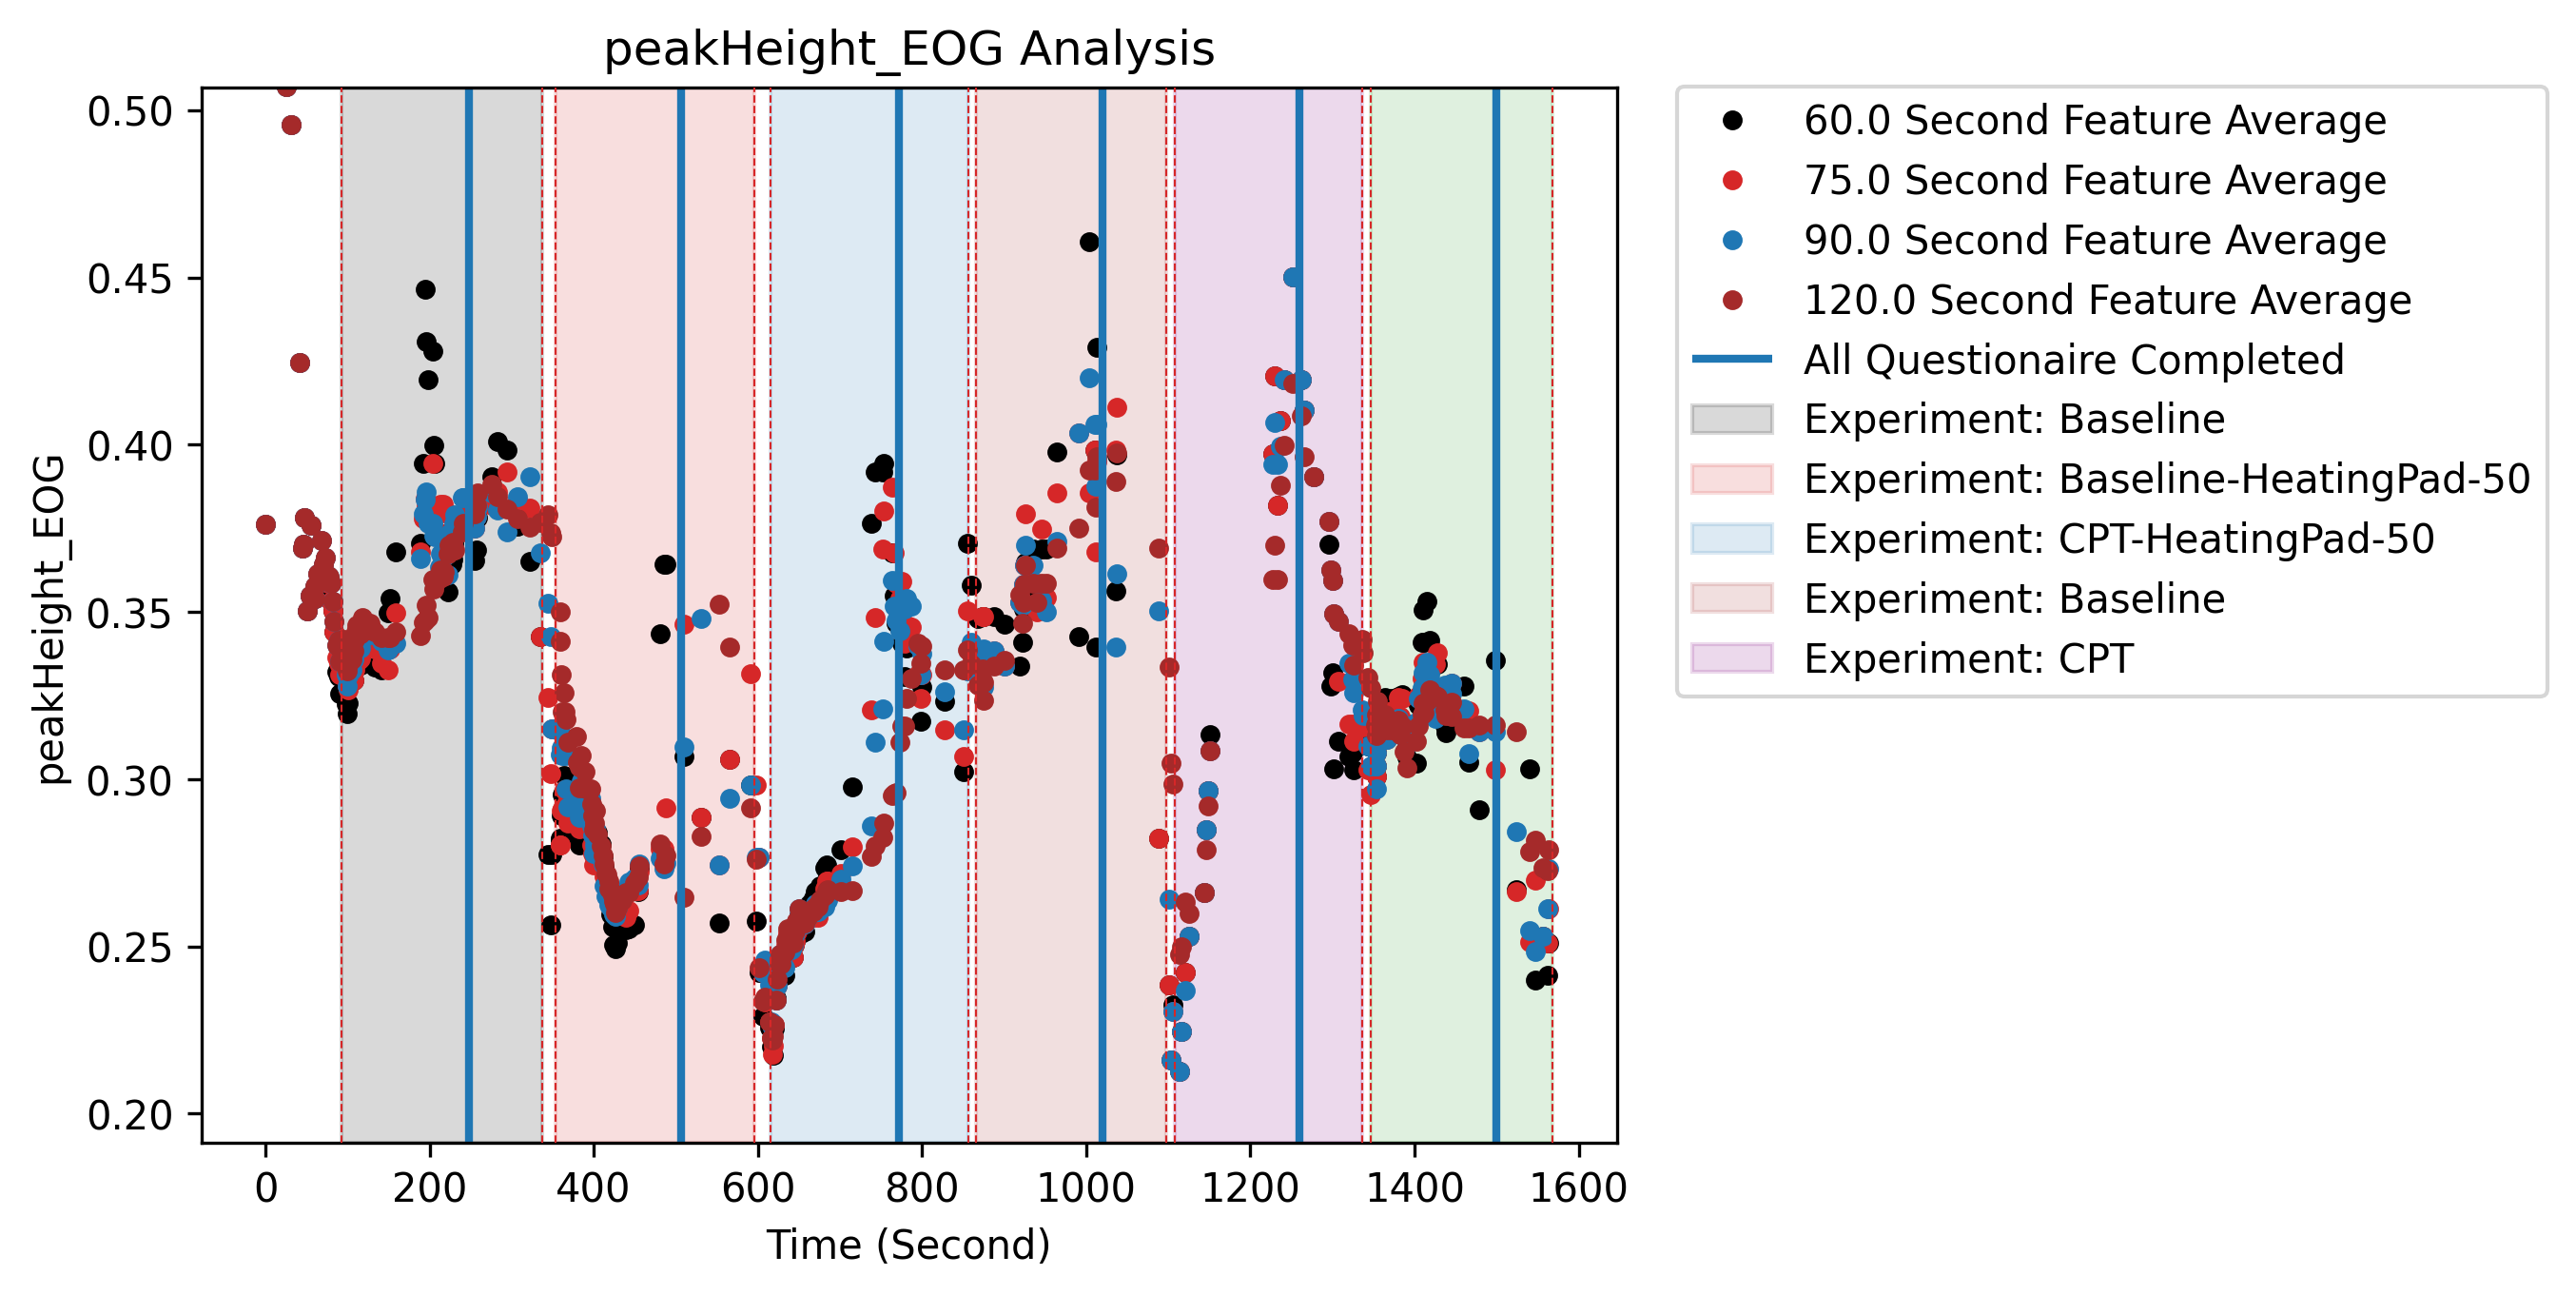 peakHeight_EOG Analysis
0.50
0.45
0.40
0.35
0.30
0.25
0.20
peakHeight_EOG
0 200 400 600 800 1000 1200 1400 1600
Time (Second)
60.0 Second Feature Average
75.0 Second Feature Average
90.0 Second Feature Average
120.0 Second Feature Average
All Questionaire Completed
Experiment: Baseline
Experiment: Baseline-HeatingPad-50
Experiment: CPT-HeatingPad-50
Experiment: Baseline
Experiment: CPT